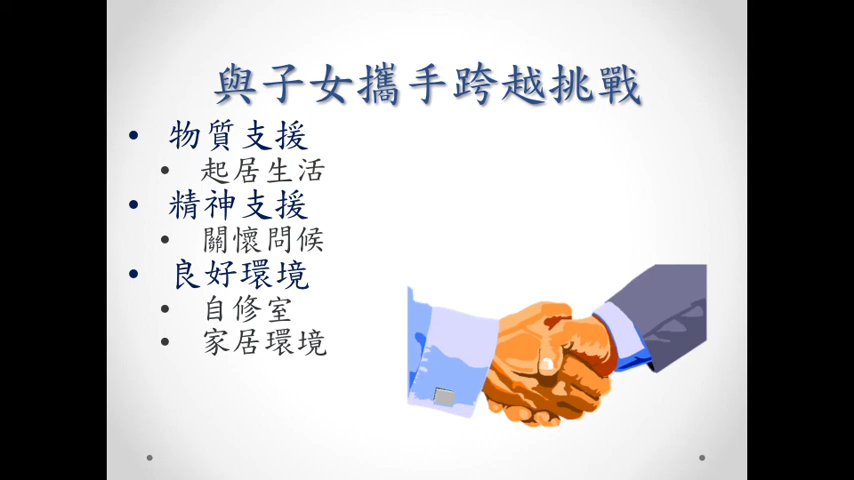 與子女攜手跨越挑戰
• 物質支援
• 起居生活
• 精神支援
• 關懷問候
• 良好環境
• 自修室
• 家居環境